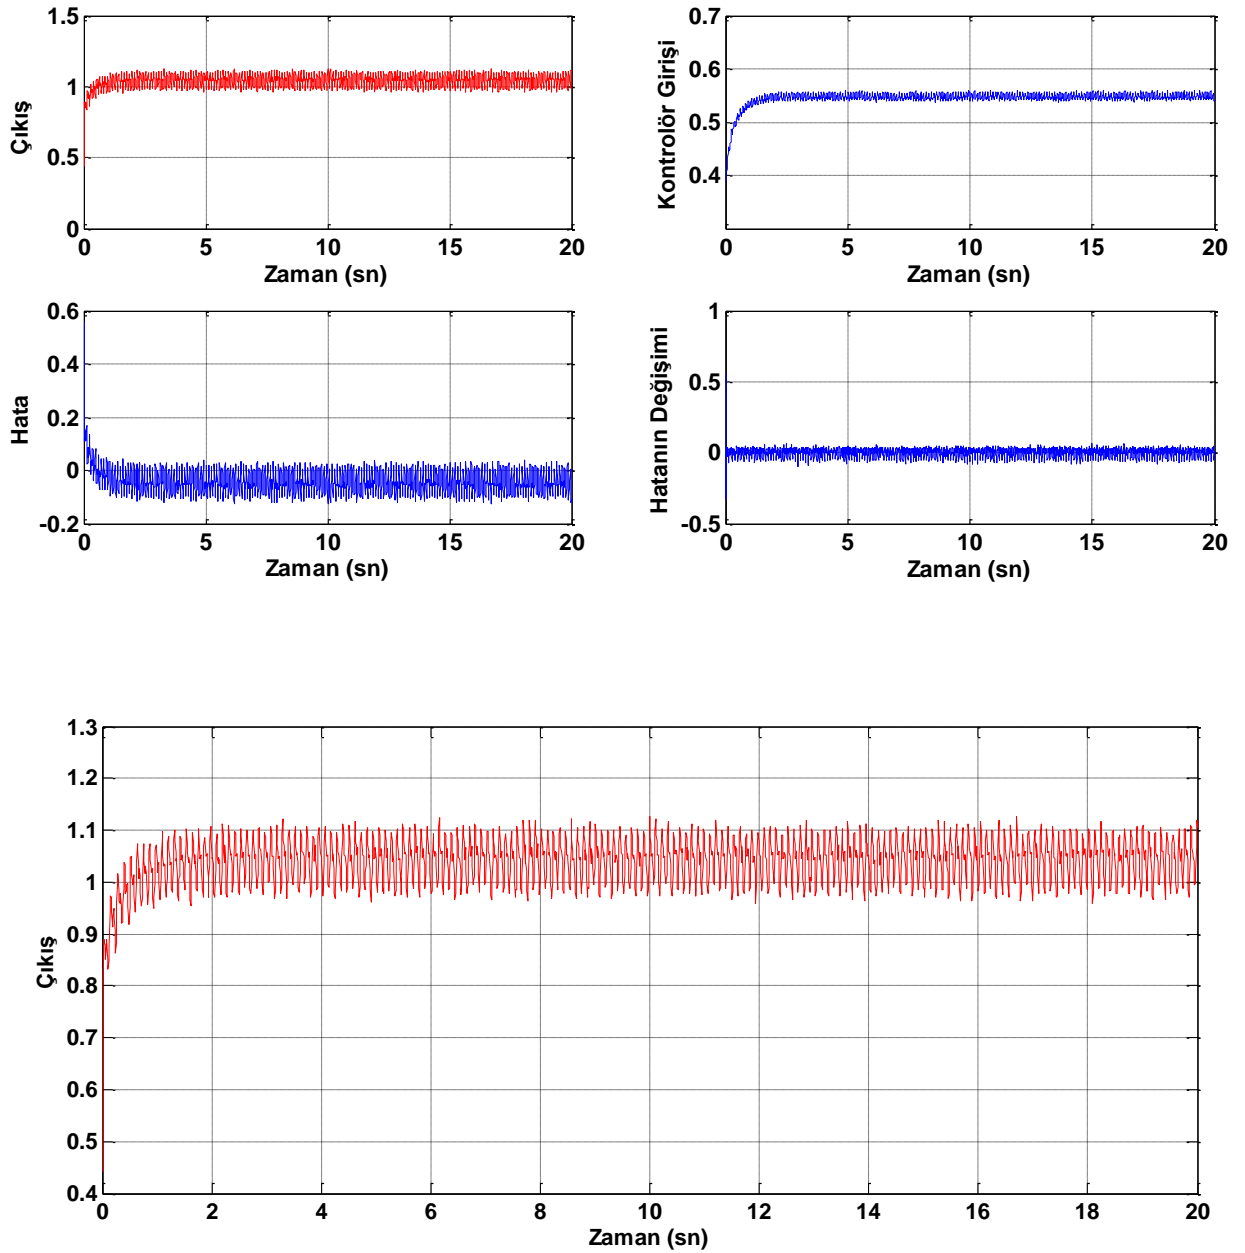 1.5
1
0.5
0
Çıkış
0 5 10 15 20
Zaman (sn)
0.7
0.6
0.5
0.4
Kontrolör Girişi
0 5 10 15 20
Zaman (sn)
0.6
0.4
0.2
0
-0.2
Hata
0 5 10 15 20
Zaman (sn)
1
0.5
0
-0.5
Hatanın Değişimi
0 5 10 15 20
Zaman (sn)
1.3
1.2
1.1
1
0.9
0.8
0.7
0.6
0.5
0.4
Çıkış
0 2 4 6 8 10 12 14 16 18 20
Zaman (sn)